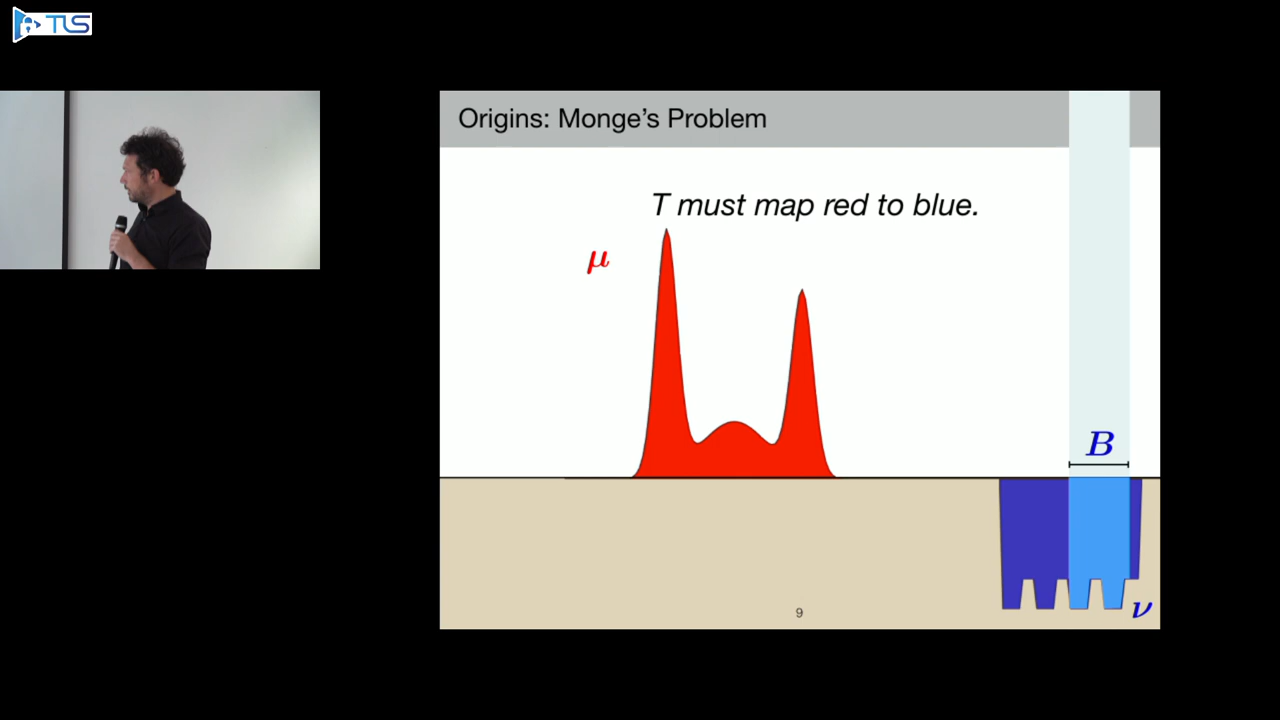 TLS
Origins: Monge's Problem
T must map red to blue.
μ
B
ν
9